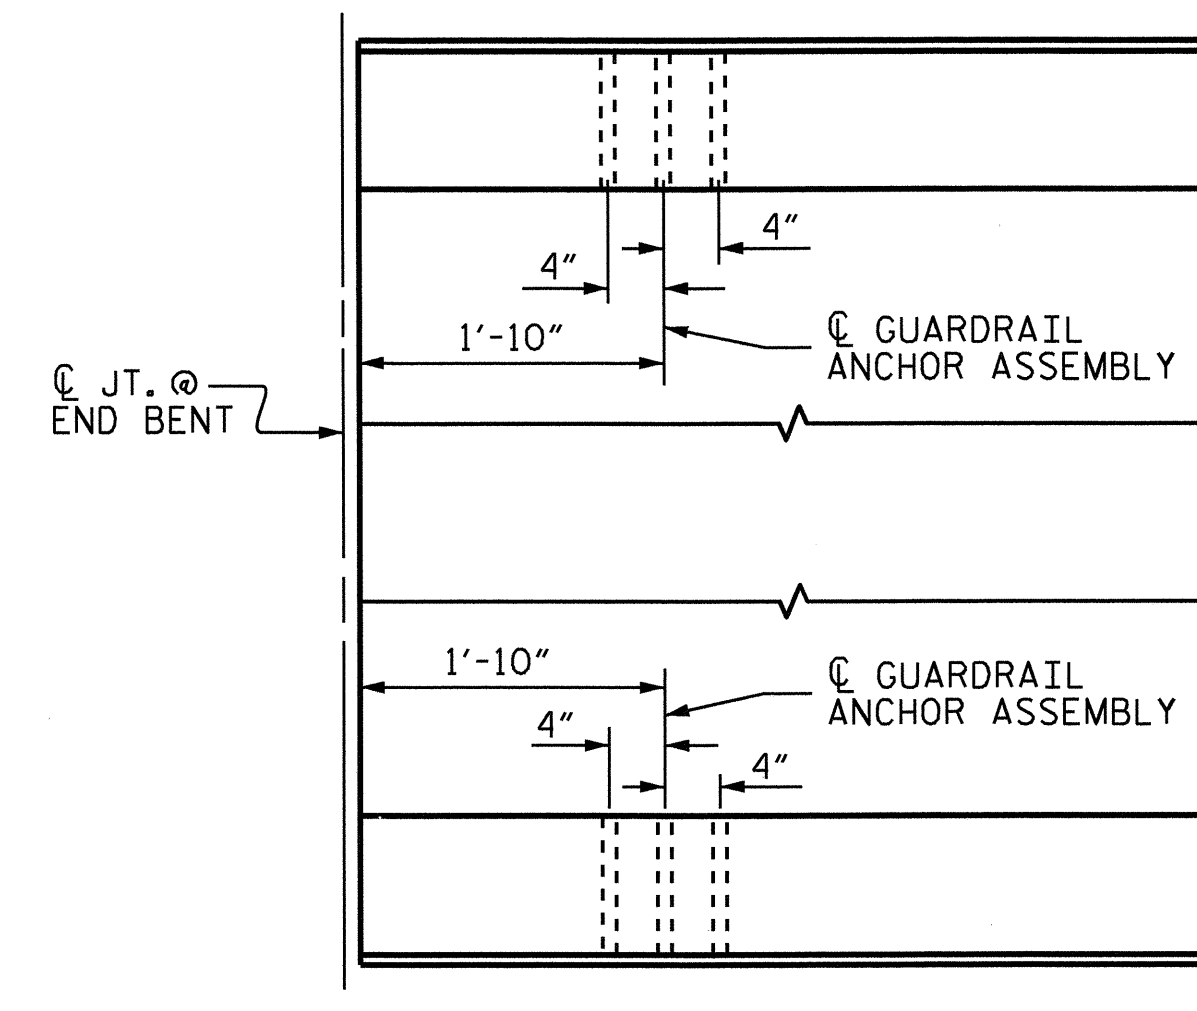 4"
4"
1'-10"
℄ GUARDRAIL
ANCHOR ASSEMBLY
℄ JT. @
END BENT
1'-10"
℄ GUARDRAIL
ANCHOR ASSEMBLY
4"
4"